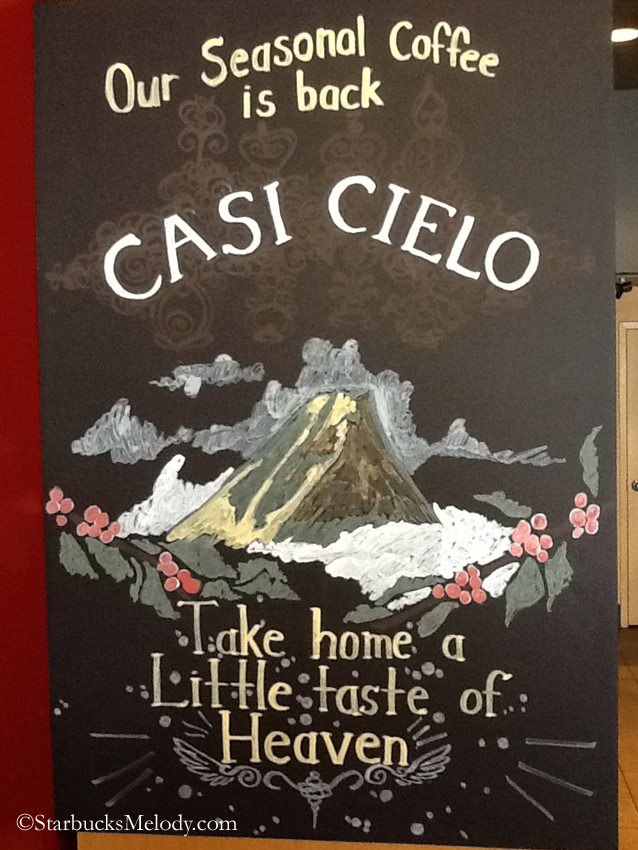 Our Seasonal Coffee
is back
CASI CIELO
Take home a
Little taste of
Heaven
©StarbucksMelody.com